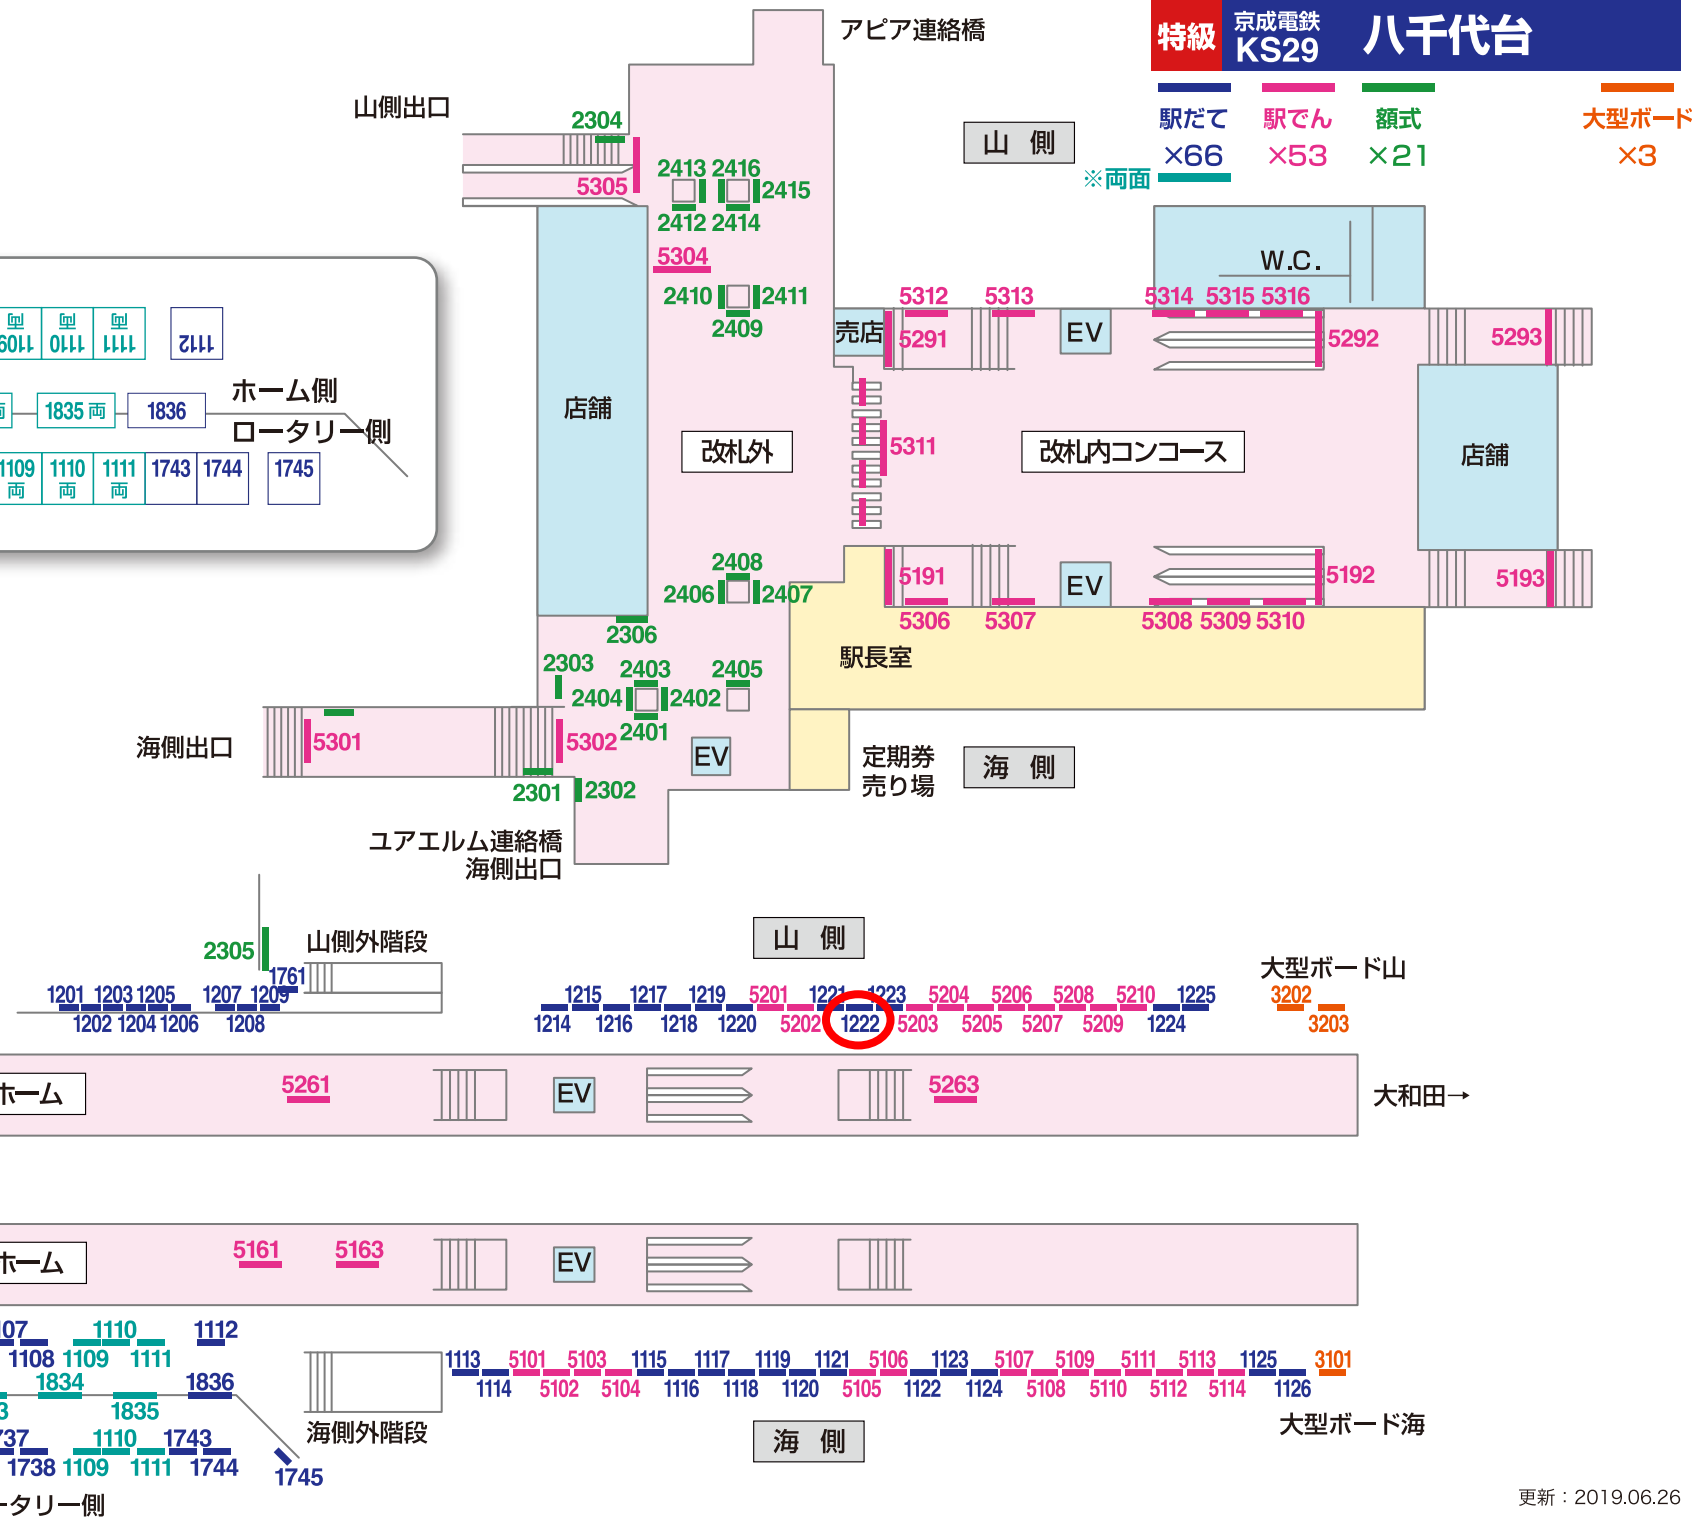 特級
京成電鉄
KS29
八千代台
駅だて
×66
駅でん
×53
額式
×21
大型ボード
×3
※両面
アピア連絡橋
山側出口
2304
5305
2413 2416
2415
2412 2414
5304
2410
2411
2409
山 側
W.C.
5312
5313
5314 5315 5316
売店
5291
EV
5292
5293
1110
1111
1112
1835 両
1836
ホーム側
ロータリー側
1109
両
1110
両
1111
両
1743
1744
1745
店舗
改札外
5311
改札内コンコース
店舗
2408
2406
2407
5191
EV
5192
5193
5306
5307
5308 5309 5310
2306
駅長室
2303
2403
2405
2404
2402
2401
海側出口
5301
5302
EV
定期券
売り場
海 側
2301
2302
ユアエルム連絡橋
海側出口
2305
山側外階段
山 側
大型ボード山
1761
1201 1203 1205
1207 1209
1202 1204 1206
1208
1215 1217 1219
5201
1221 1223
5204 5206 5208 5210
1225
1214 1216 1218 1220
5202
1222
5203 5205 5207 5209
1224
3202
3203
ホーム
5261
EV
5263
大和田→
ホーム
5161
5163
EV
1110
1112
1108
1109
1111
1834
1836
1835
1110
1743
1738
1109
1111
1744
1745
海側外階段
1113
5101 5103
1115 1117 1119 1121
5106
1123
5107 5109 5111 5113
1125
3101
1114
5102 5104
1116 1118 1120
5105
1122 1124
5108 5110 5112 5114
1126
海 側
大型ボード海
ータリー側
更新：2019.06.26